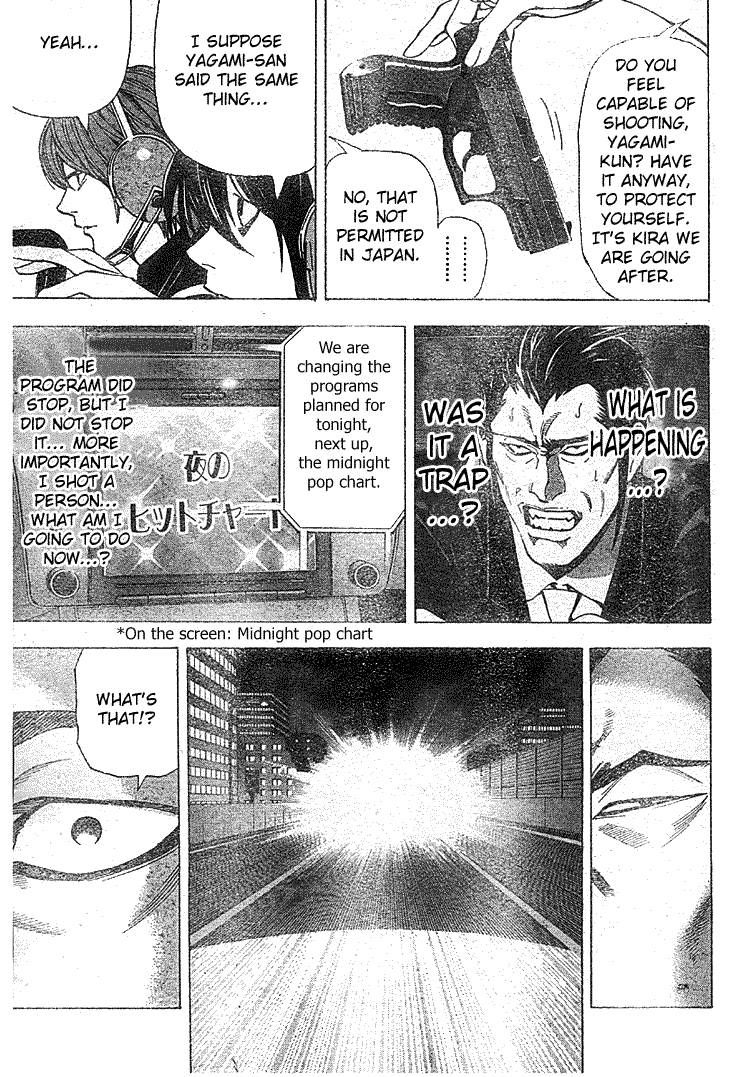 DO YOU
FEEL
CAPABLE OF
SHOOTING,
YAGAMI-
KUN? HAVE
IT ANYWAY,
TO PROTECT
YOURSELF.
IT'S KIRA WE
ARE GOING
AFTER.
.......
.......
NO, THAT
IS NOT
PERMITTED
IN JAPAN.
I SUPPOSE
YAGAMI-SAN
SAID THE SAME
THING...
YEAH...
WHAT IS
HAPPENING
...?
WAS
IT A
TRAP
...?
We are
changing the
programs
planned for
tonight,
next up,
the midnight
pop chart.
夜の
ヒットチャート
THE
PROGRAM DID
STOP, BUT I
DID NOT STOP
IT... MORE
IMPORTANTLY,
I SHOT A
PERSON...
WHAT AM I
GOING TO DO
NOW...?
*On the screen: Midnight pop chart
WHAT'S
THAT!?